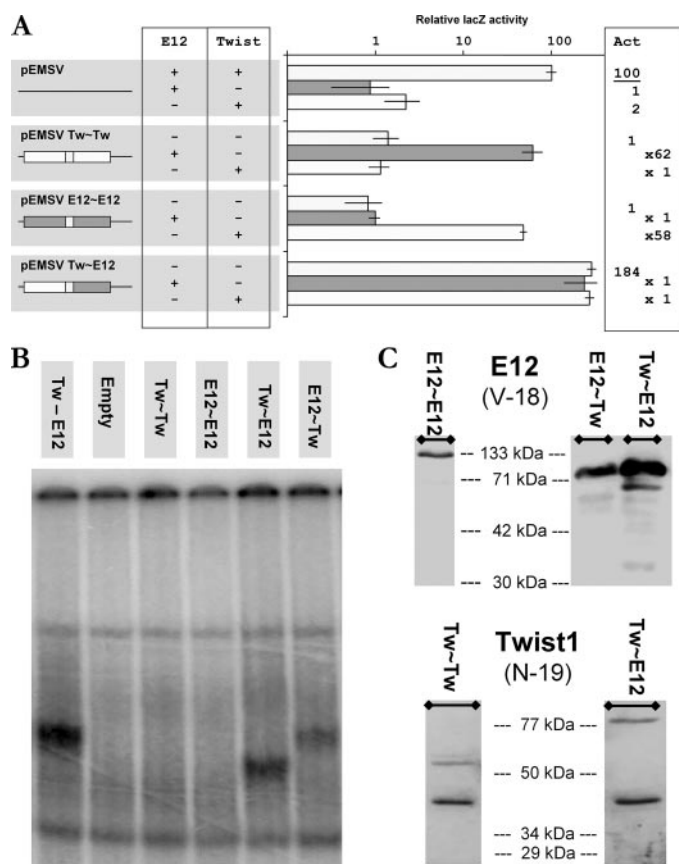 A
Relative lacZ activity
E12 Twist 1 10 100 Act
pEMSV + + 100
+ - 1
- + 2
pEMSV Tw~Tw - - 1
+ - x62
- + x 1
pEMSV E12~E12 - - 1
+ - x 1
- + x58
pEMSV Tw~E12 - - 184
+ - x 1
- + x 1
B
Tw – E12
Empty
Tw~Tw
E12~E12
Tw~E12
E12~Tw
C
E12~E12
E12
(V-18)
E12~Tw
Tw~E12
-- 133 kDa ---
--- 71 kDa ---
--- 42 kDa ---
--- 30 kDa ---
Tw~Tw
Twist1
(N-19)
Tw~E12
--- 77 kDa ---
--- 50 kDa ---
--- 34 kDa ---
--- 29 kDa ---